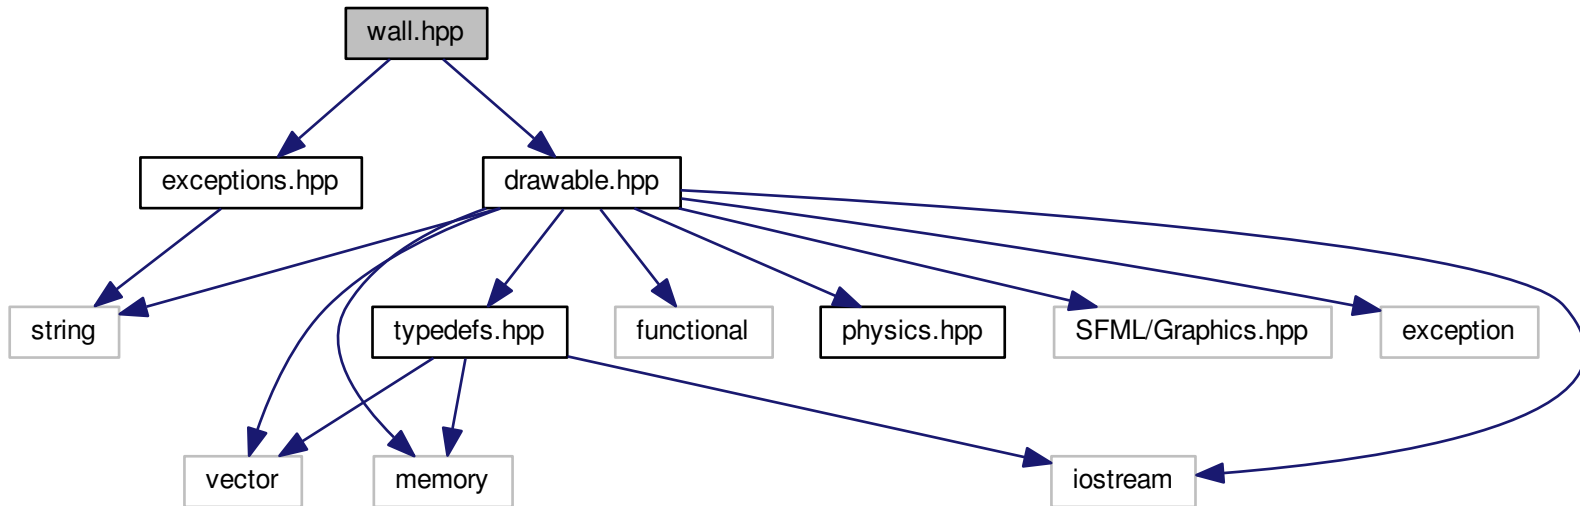 wall.hpp
exceptions.hpp
drawable.hpp
string
typedefs.hpp
functional
physics.hpp
SFML/Graphics.hpp
exception
vector
memory
iostream